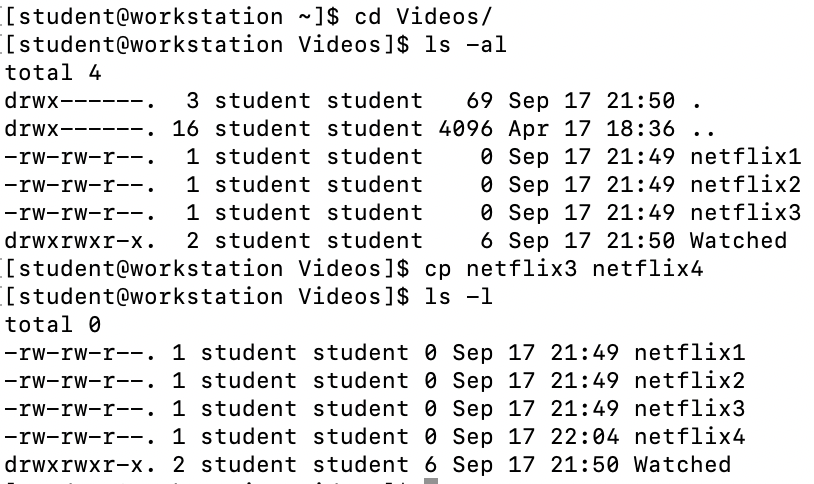 [student@workstation ~]$ cd Videos/
[student@workstation Videos]$ ls -al
total 4
drwx------.  3 student student   69 Sep 17 21:50 .
drwx------. 16 student student 4096 Apr 17 18:36 ..
-rw-rw-r--.  1 student student    0 Sep 17 21:49 netflix1
-rw-rw-r--.  1 student student    0 Sep 17 21:49 netflix2
-rw-rw-r--.  1 student student    0 Sep 17 21:49 netflix3
drwxrwxr-x.  2 student student    6 Sep 17 21:50 Watched
[student@workstation Videos]$ cp netflix3 netflix4
[student@workstation Videos]$ ls -l
total 0
-rw-rw-r--. 1 student student 0 Sep 17 21:49 netflix1
-rw-rw-r--. 1 student student 0 Sep 17 21:49 netflix2
-rw-rw-r--. 1 student student 0 Sep 17 21:49 netflix3
-rw-rw-r--. 1 student student 0 Sep 17 22:04 netflix4
drwxrwxr-x. 2 student student 6 Sep 17 21:50 Watched